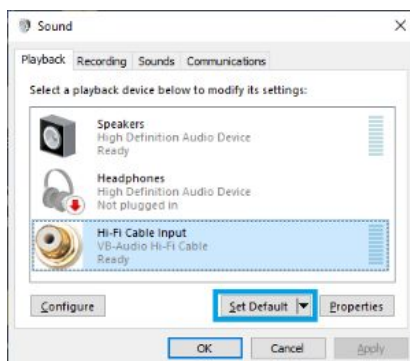 Sound
Playback Recording Sounds Communications
Select a playback device below to modify its settings:
Speakers
High Definition Audio Device
Ready
Headphones
High Definition Audio Device
Not plugged in
Hi-Fi Cable Input
VB-Audio Hi-Fi Cable
Ready
Configure Set Default Properties
OK Cancel Apply